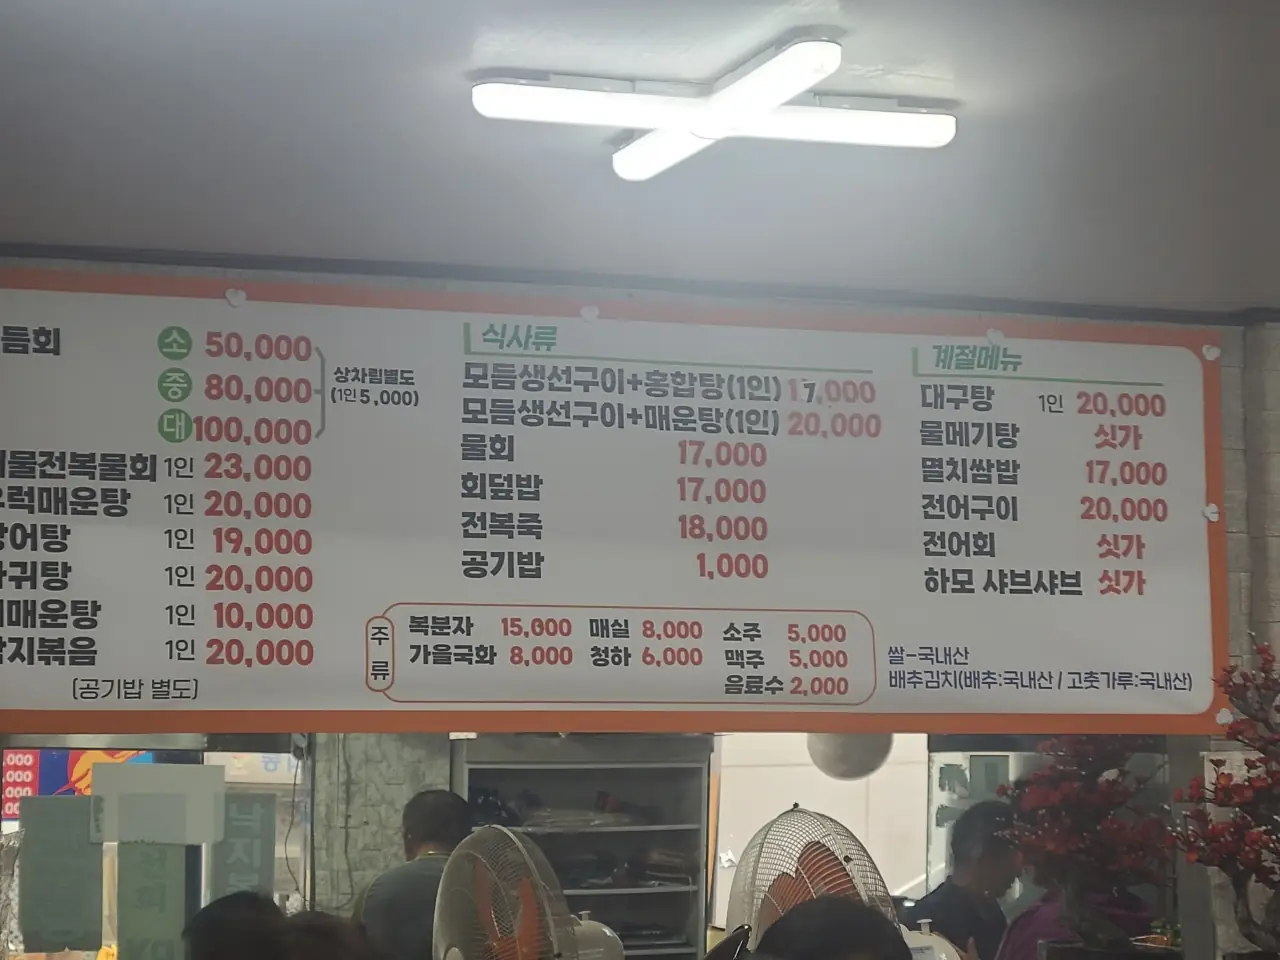 듬회 소 50,000
중 80,000
대 100,000
상차림별도
(1인 5,000)
물전복물회 1인 23,000
럭매운탕 1인 20,000
어탕 1인 19,000
귀탕 1인 20,000
매운탕 1인 10,000
지볶음 1인 20,000
(공기밥 별도)
식사류
모듬생선구이+홍합탕(1인) 17,000
모듬생선구이+매운탕(1인) 20,000
물회 17,000
회덮밥 17,000
전복죽 18,000
공기밥 1,000
주류
복분자 15,000 매실 8,000 소주 5,000
가을국화 8,000 청하 6,000 맥주 5,000
음료수 2,000
계절메뉴
대구탕 1인 20,000
물메기탕 싯가
멸치쌈밥 17,000
전어구이 20,000
전어회 싯가
하모 샤브샤브 싯가
쌀-국내산
배추김치(배추:국내산 / 고춧가루:국내산)